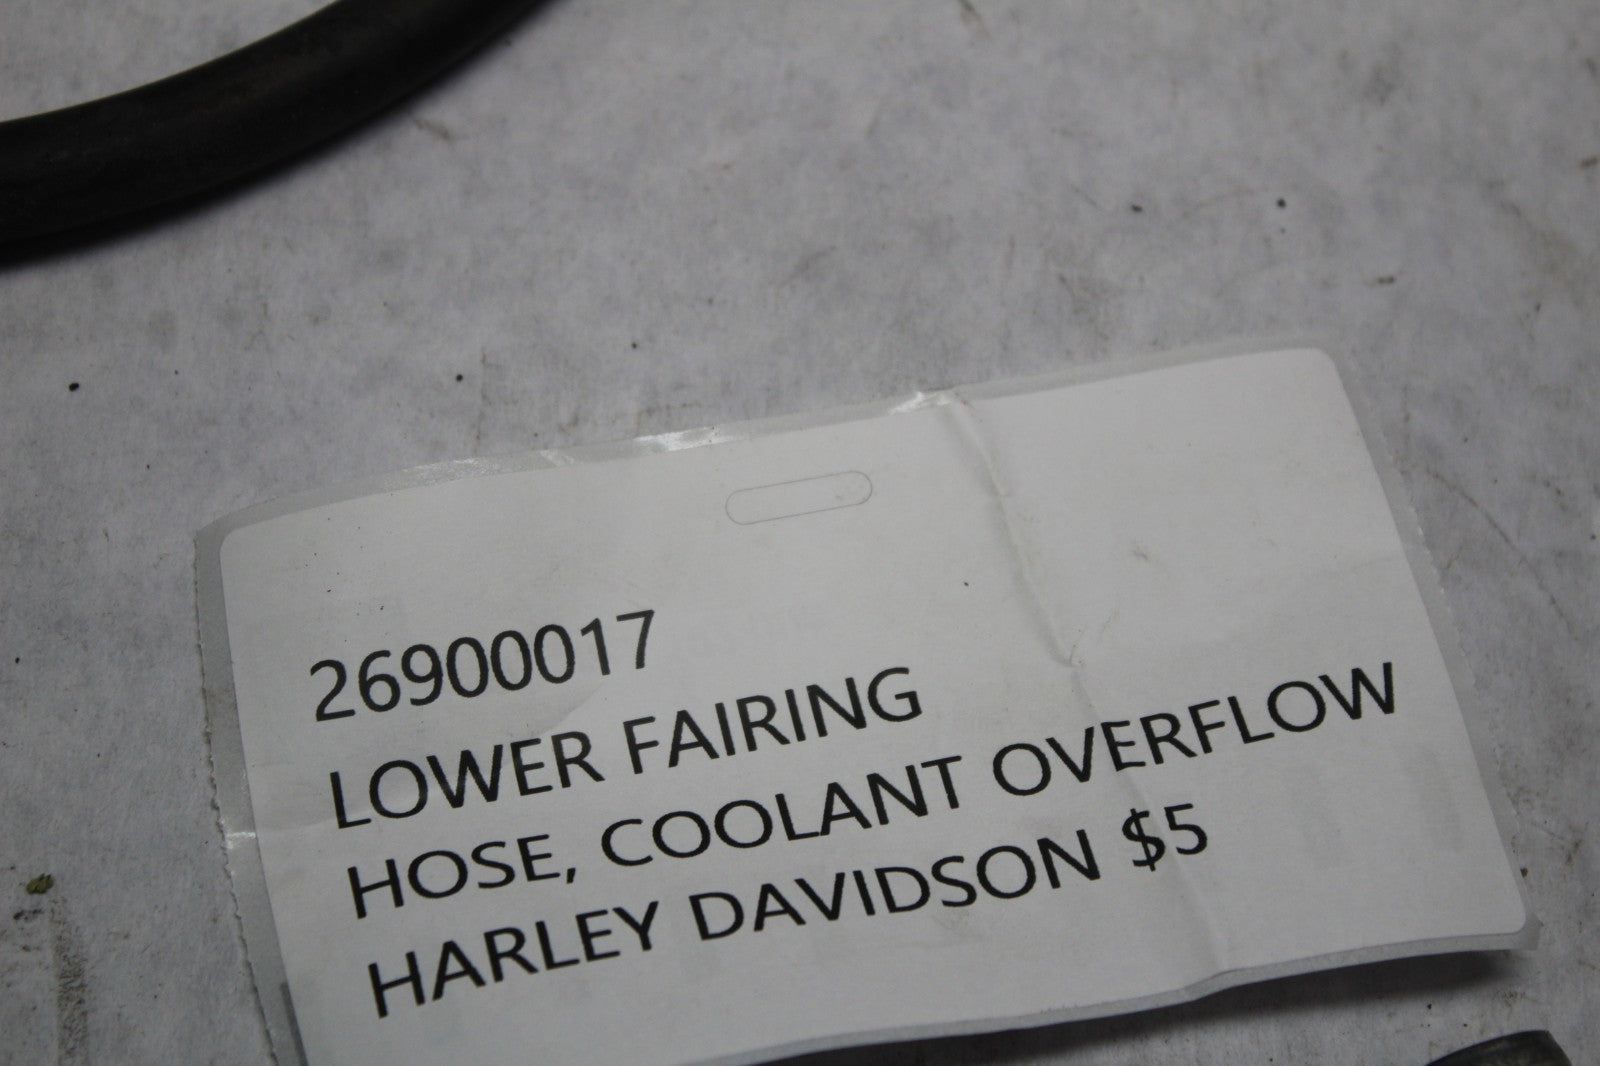 26900017
LOWER FAIRING
HOSE, COOLANT OVERFLOW
HARLEY DAVIDSON $5